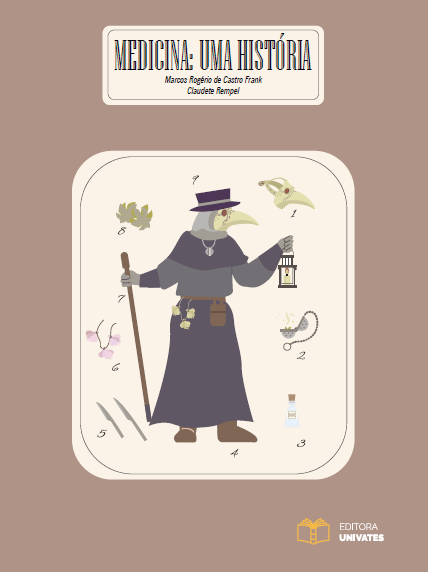 MEDICINA: UMA HISTÓRIA
Marcos Rogério de Castro Frank
Claudete Rempel
9
1
8
7
2
6
5
3
4
EDITORA
UNIVATES